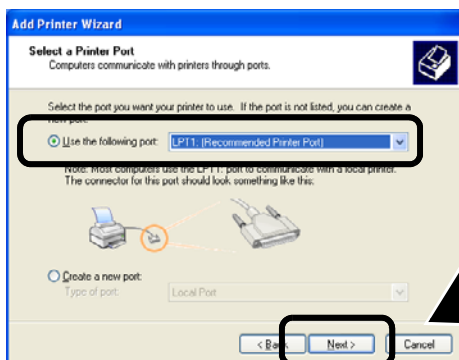 Add Printer Wizard
Select a Printer Port
Computers communicate with printers through ports.
Select the port you want your printer to use. If the port is not listed, you can create a
new port.
Use the following port: LPT1: (Recommended Printer Port)
Note: Most computers use the LPT1: port to communicate with a local printer.
The connector for this port should look something like this:
Create a new port:
Type of port: Local Port
< Back Next > Cancel